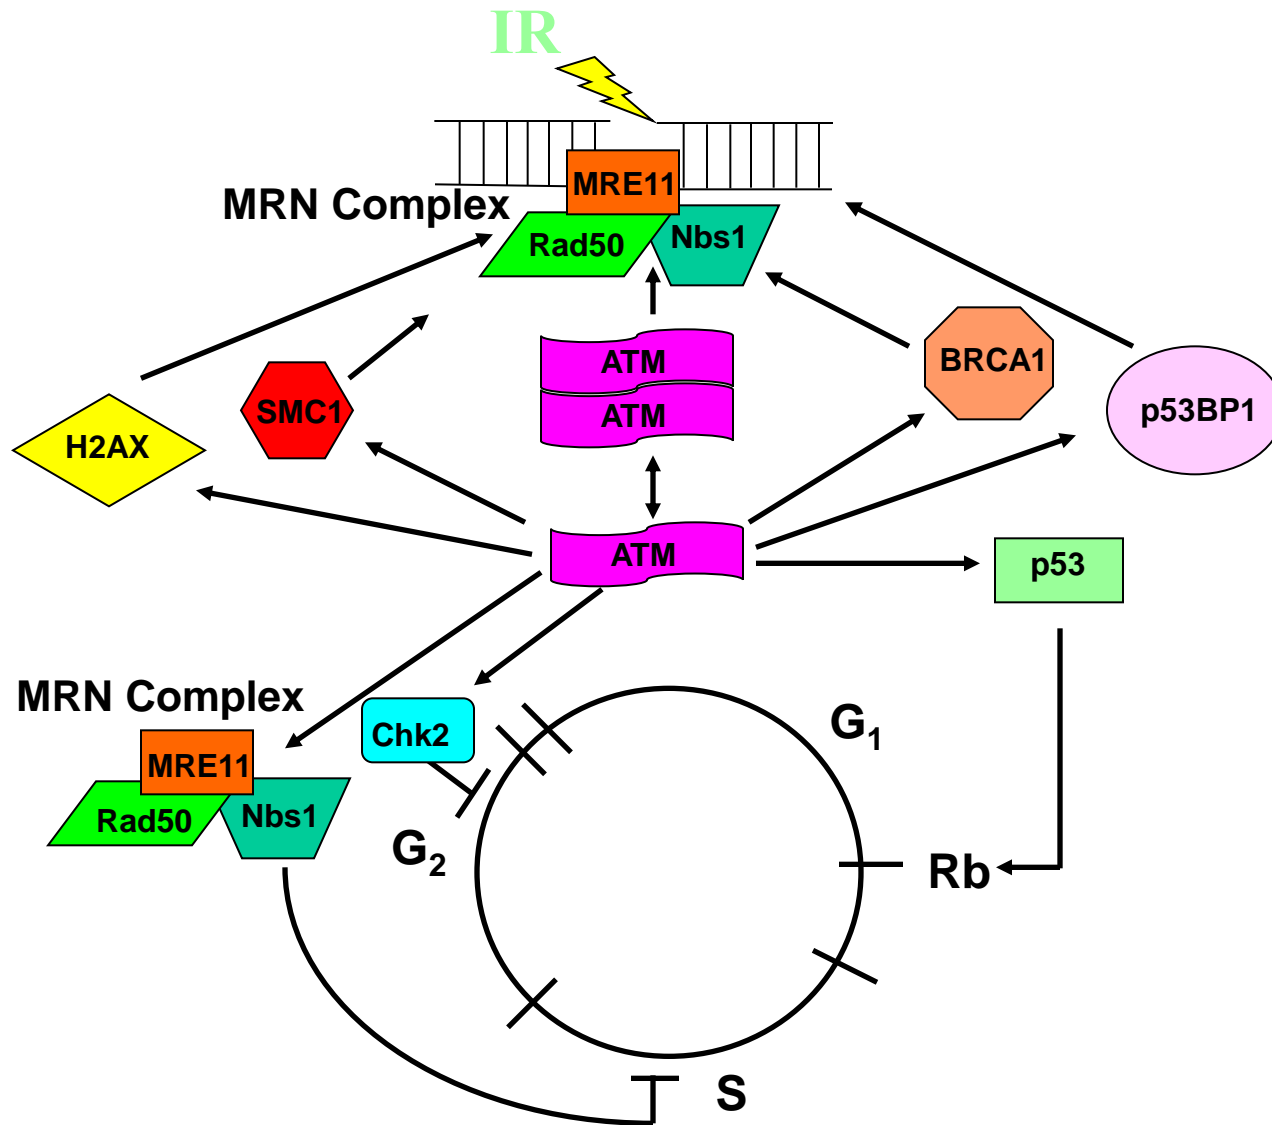 IR
MRE11
MRN Complex
Rad50
Nbs1
ATM
BRCA1
ATM
SMC1
p53BP1
H2AX
ATM
p53
MRN Complex
G1
Chk2
MRE11
Nbs1
Rad50
G2
Rb
S